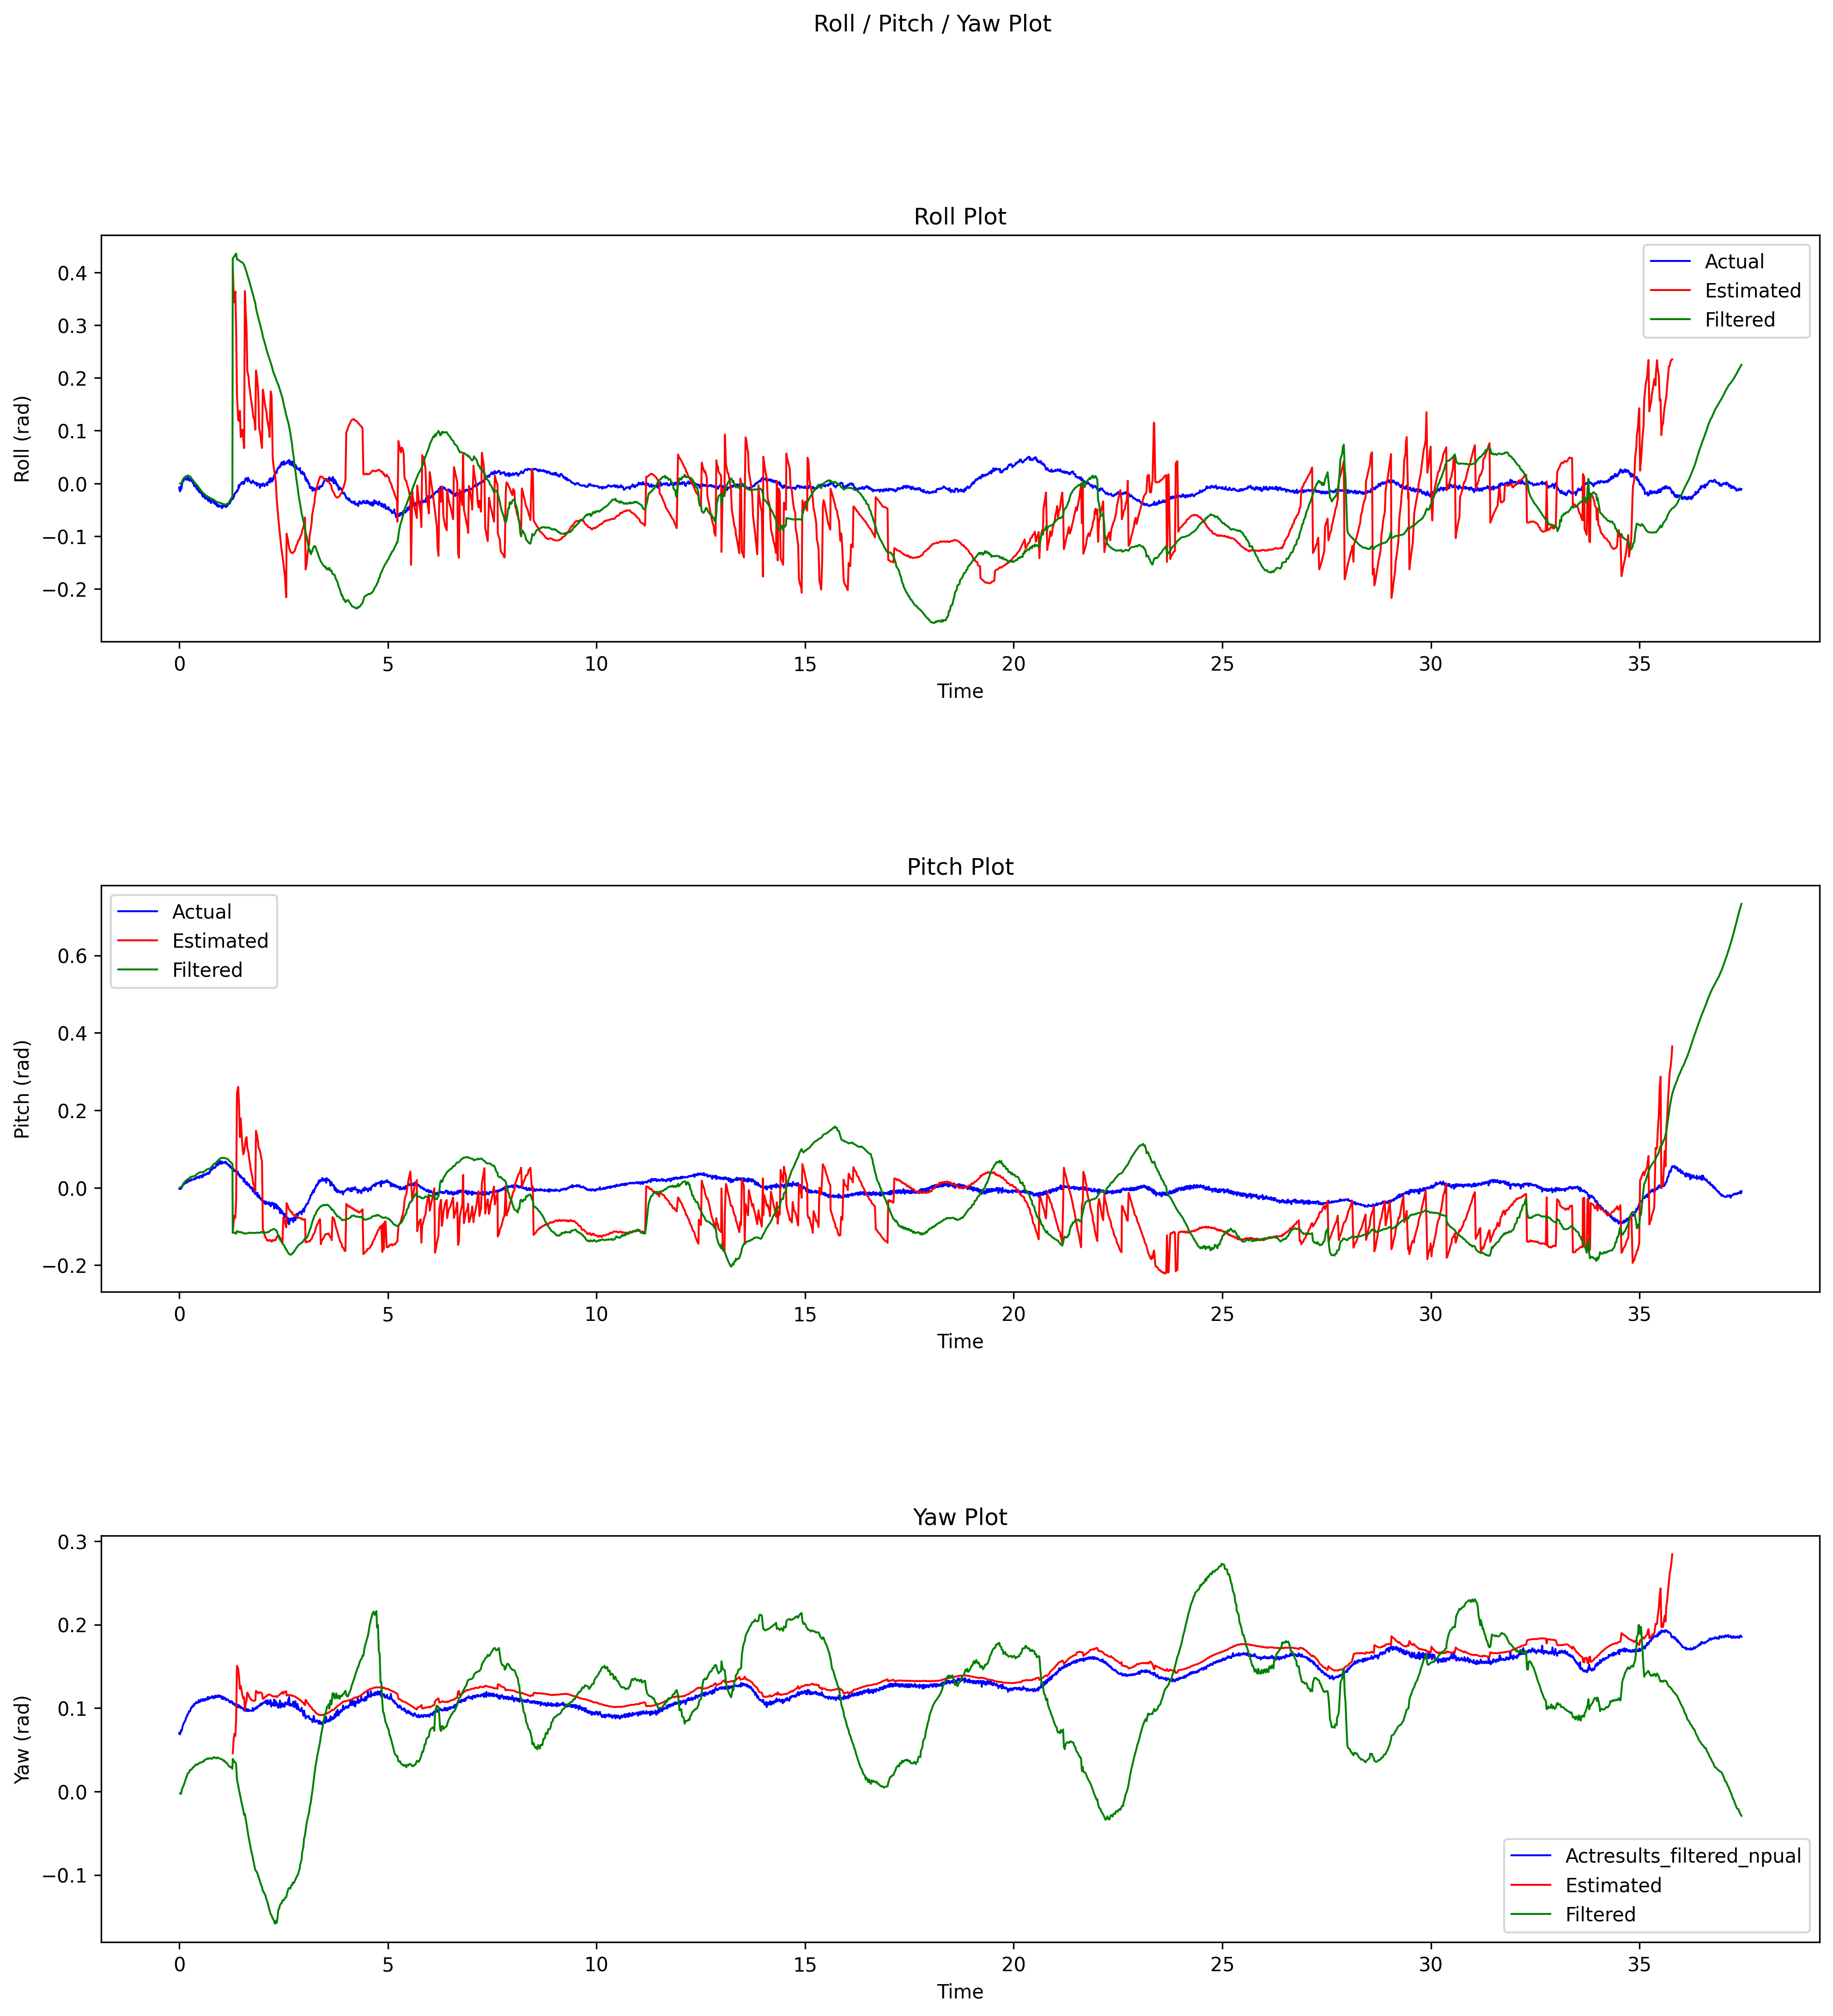 Roll / Pitch / Yaw Plot
Roll Plot
Actual
Estimated
Filtered
Roll (rad)
0.4
0.3
0.2
0.1
0.0
−0.1
−0.2
0 5 10 15 20 25 30 35
Time
Pitch Plot
Actual
Estimated
Filtered
Pitch (rad)
0.6
0.4
0.2
0.0
−0.2
0 5 10 15 20 25 30 35
Time
Yaw Plot
Yaw (rad)
0.3
0.2
0.1
0.0
−0.1
Actresults_filtered_npual
Estimated
Filtered
0 5 10 15 20 25 30 35
Time